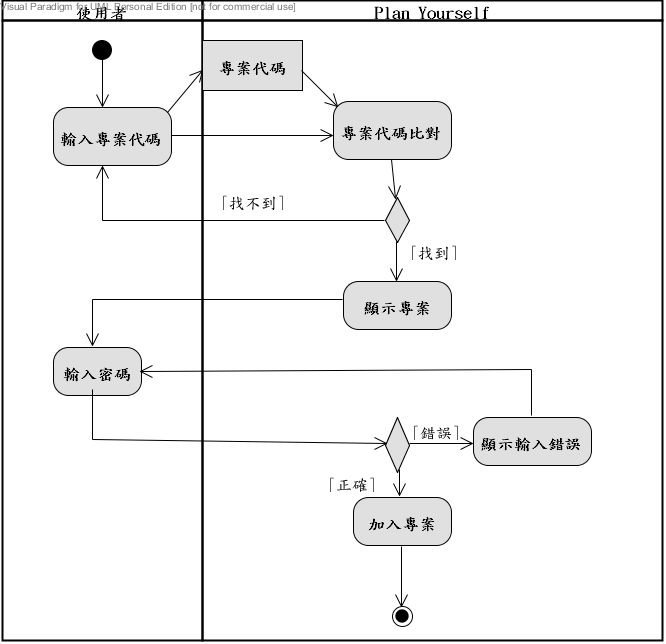 Visual Paradigm for UML Personal Edition [not for commercial use]
使用者
Plan Yourself
專案代碼
輸入專案代碼
專案代碼比對
「找不到」
「找到」
顯示專案
輸入密碼
「錯誤」
顯示輸入錯誤
「正確」
加入專案